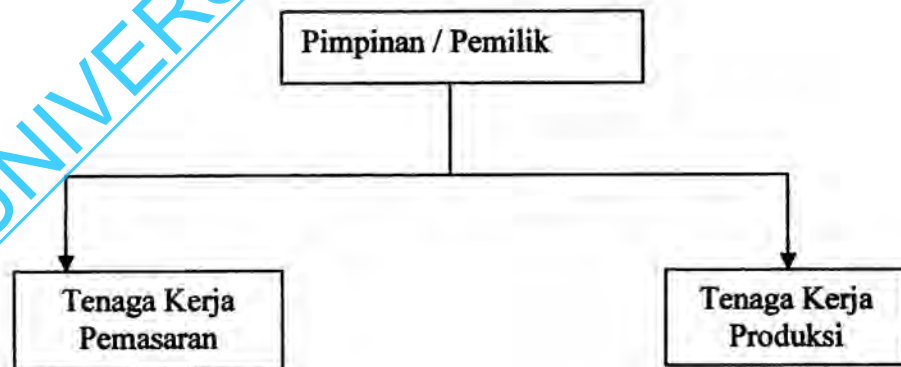 Pimpinan / Pemilik
Tenaga Kerja
Pemasaran
Tenaga Kerja
Produksi